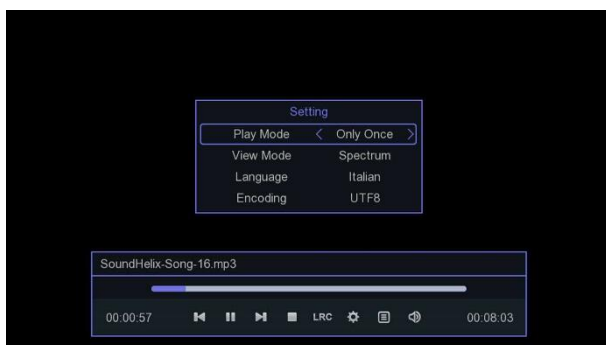 Setting
Play Mode < Only Once >
View Mode Spectrum
Language Italian
Encoding UTF8
SoundHelix-Song-16.mp3
00:00:57 LRC 00:08:03